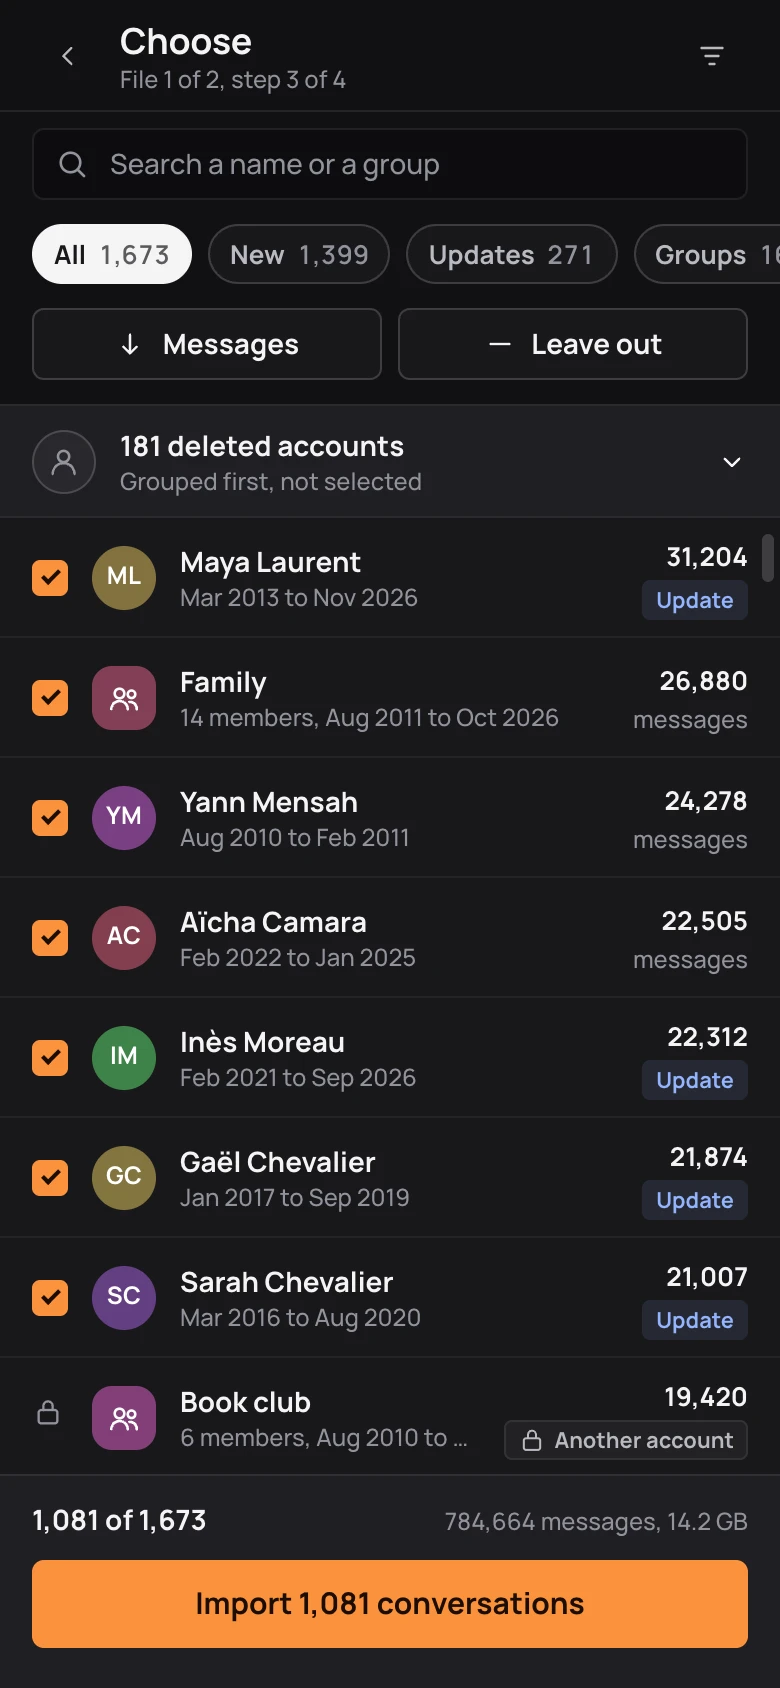 Choose
File 1 of 2, step 3 of 4
Search a name or a group
All 1,673 New 1,399 Updates 271 Groups
Messages Leave out
181 deleted accounts
Grouped first, not selected
ML Maya Laurent 31,204
Mar 2013 to Nov 2026 Update
Family 26,880
14 members, Aug 2011 to Oct 2026 messages
YM Yann Mensah 24,278
Aug 2010 to Feb 2011 messages
AC Aïcha Camara 22,505
Feb 2022 to Jan 2025 messages
IM Inès Moreau 22,312
Feb 2021 to Sep 2026 Update
GC Gaël Chevalier 21,874
Jan 2017 to Sep 2019 Update
SC Sarah Chevalier 21,007
Mar 2016 to Aug 2020 Update
Book club 19,420
6 members, Aug 2010 to ... Another account
1,081 of 1,673 784,664 messages, 14.2 GB
Import 1,081 conversations